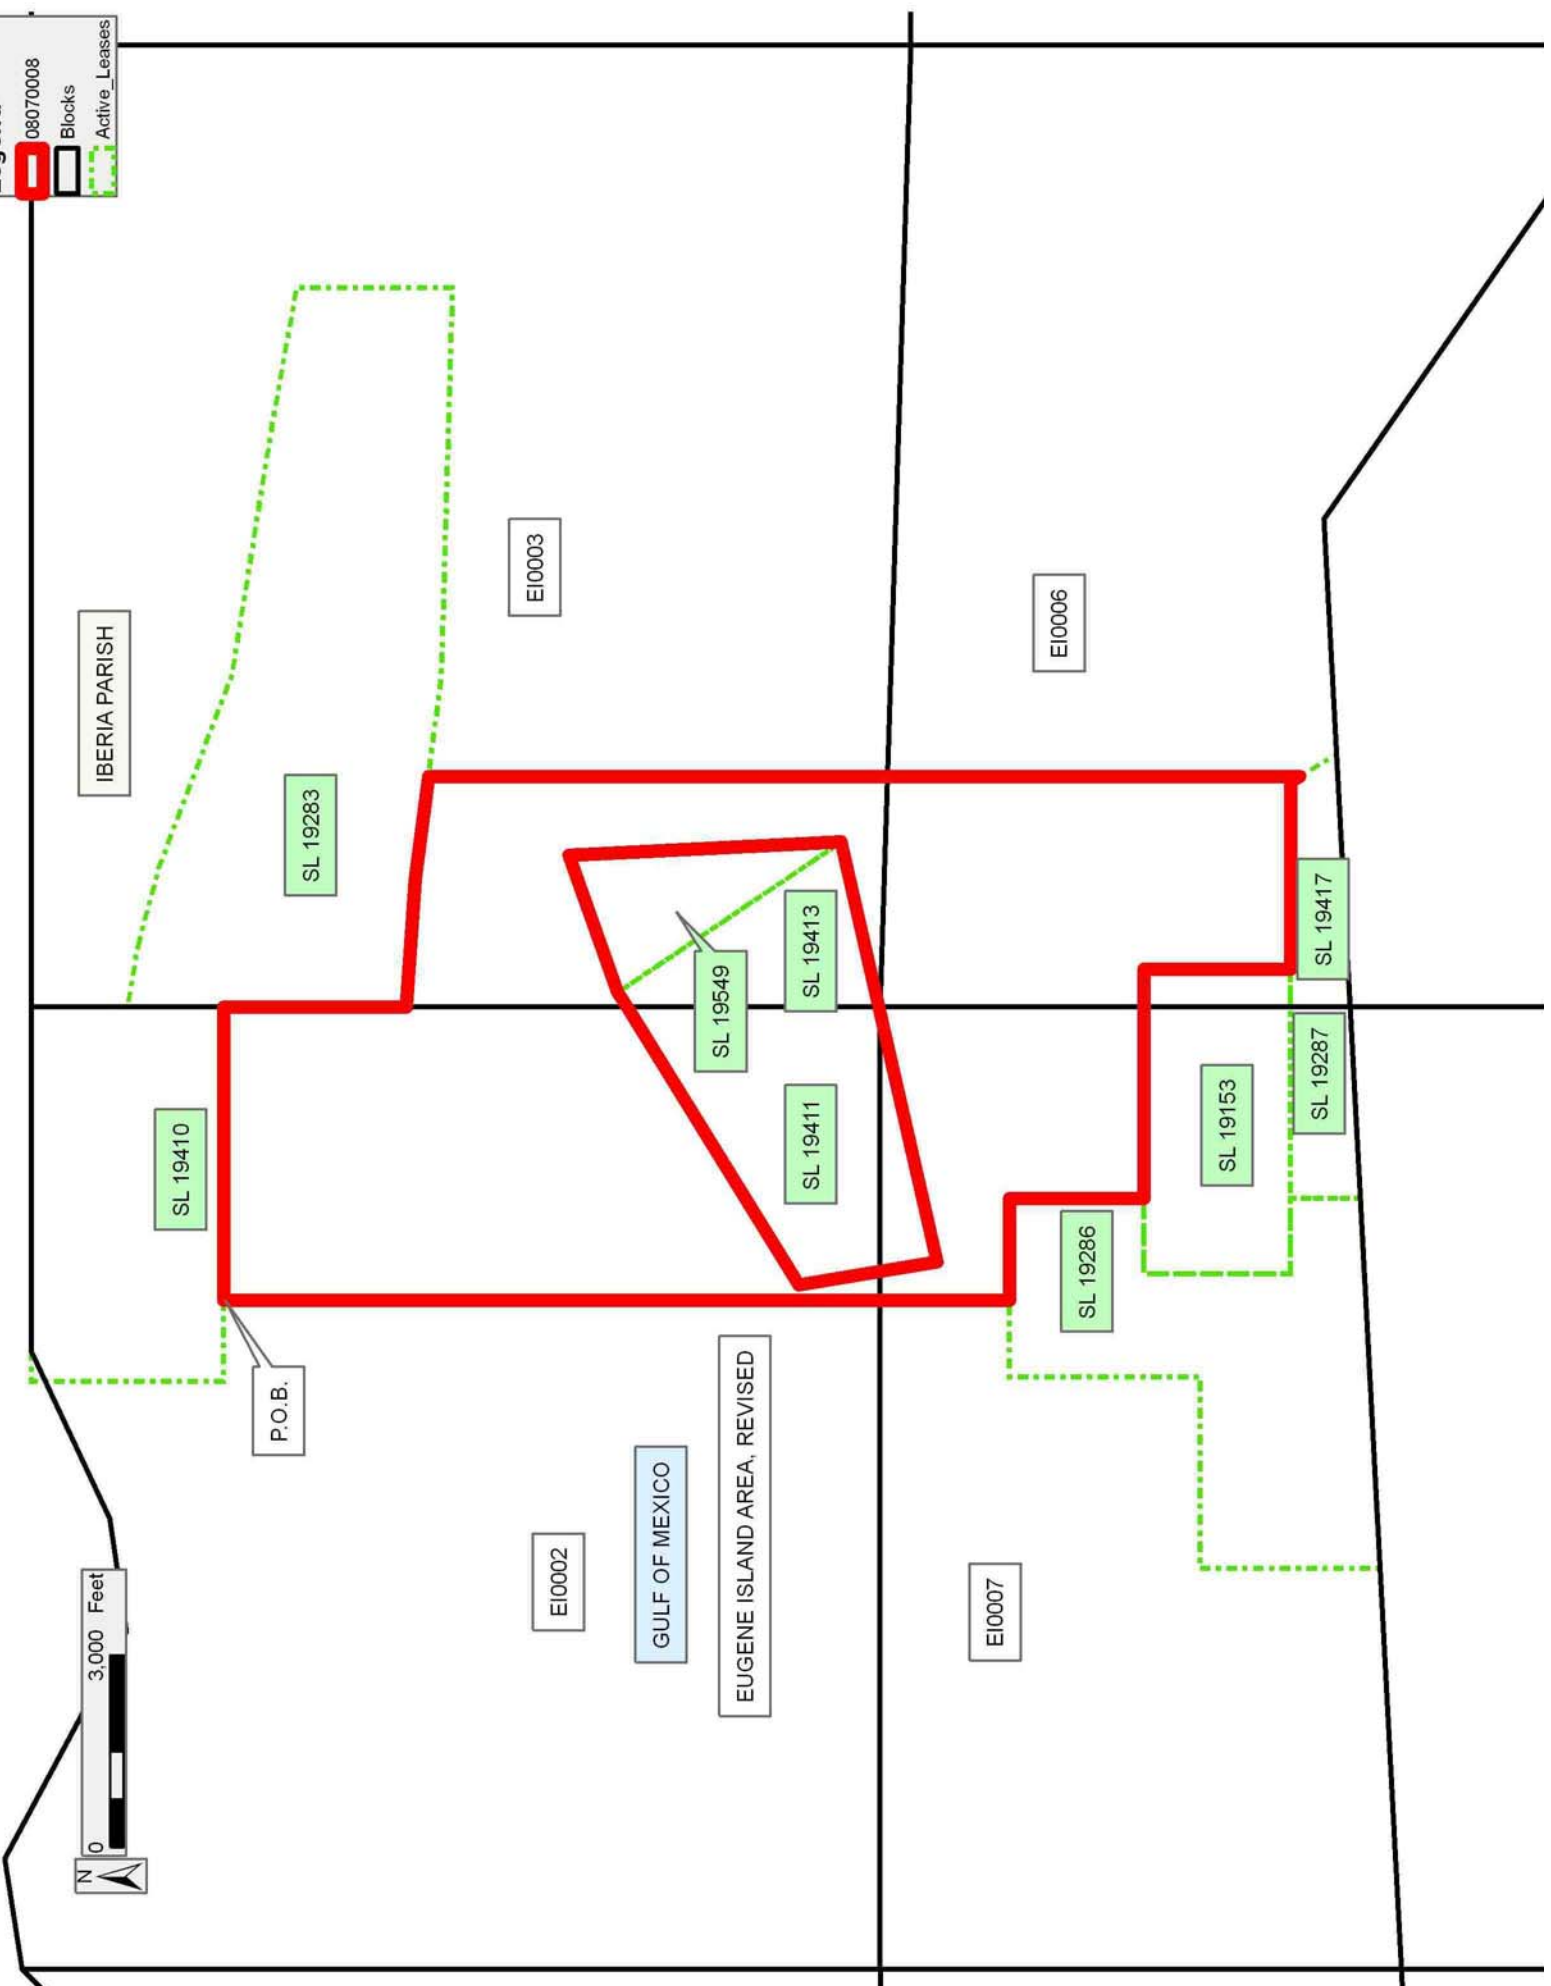 08070008
Blocks
Active_Leases
IBERIA PARISH
SL 19283
SL 19410
P.O.B.
0 3,000 Feet
N
EI0003
EI0002
GULF OF MEXICO
EUGENE ISLAND AREA, REVISED
SL 19549
SL 19413
SL 19411
EI0006
EI0007
SL 19286
SL 19153
SL 19417
SL 19287